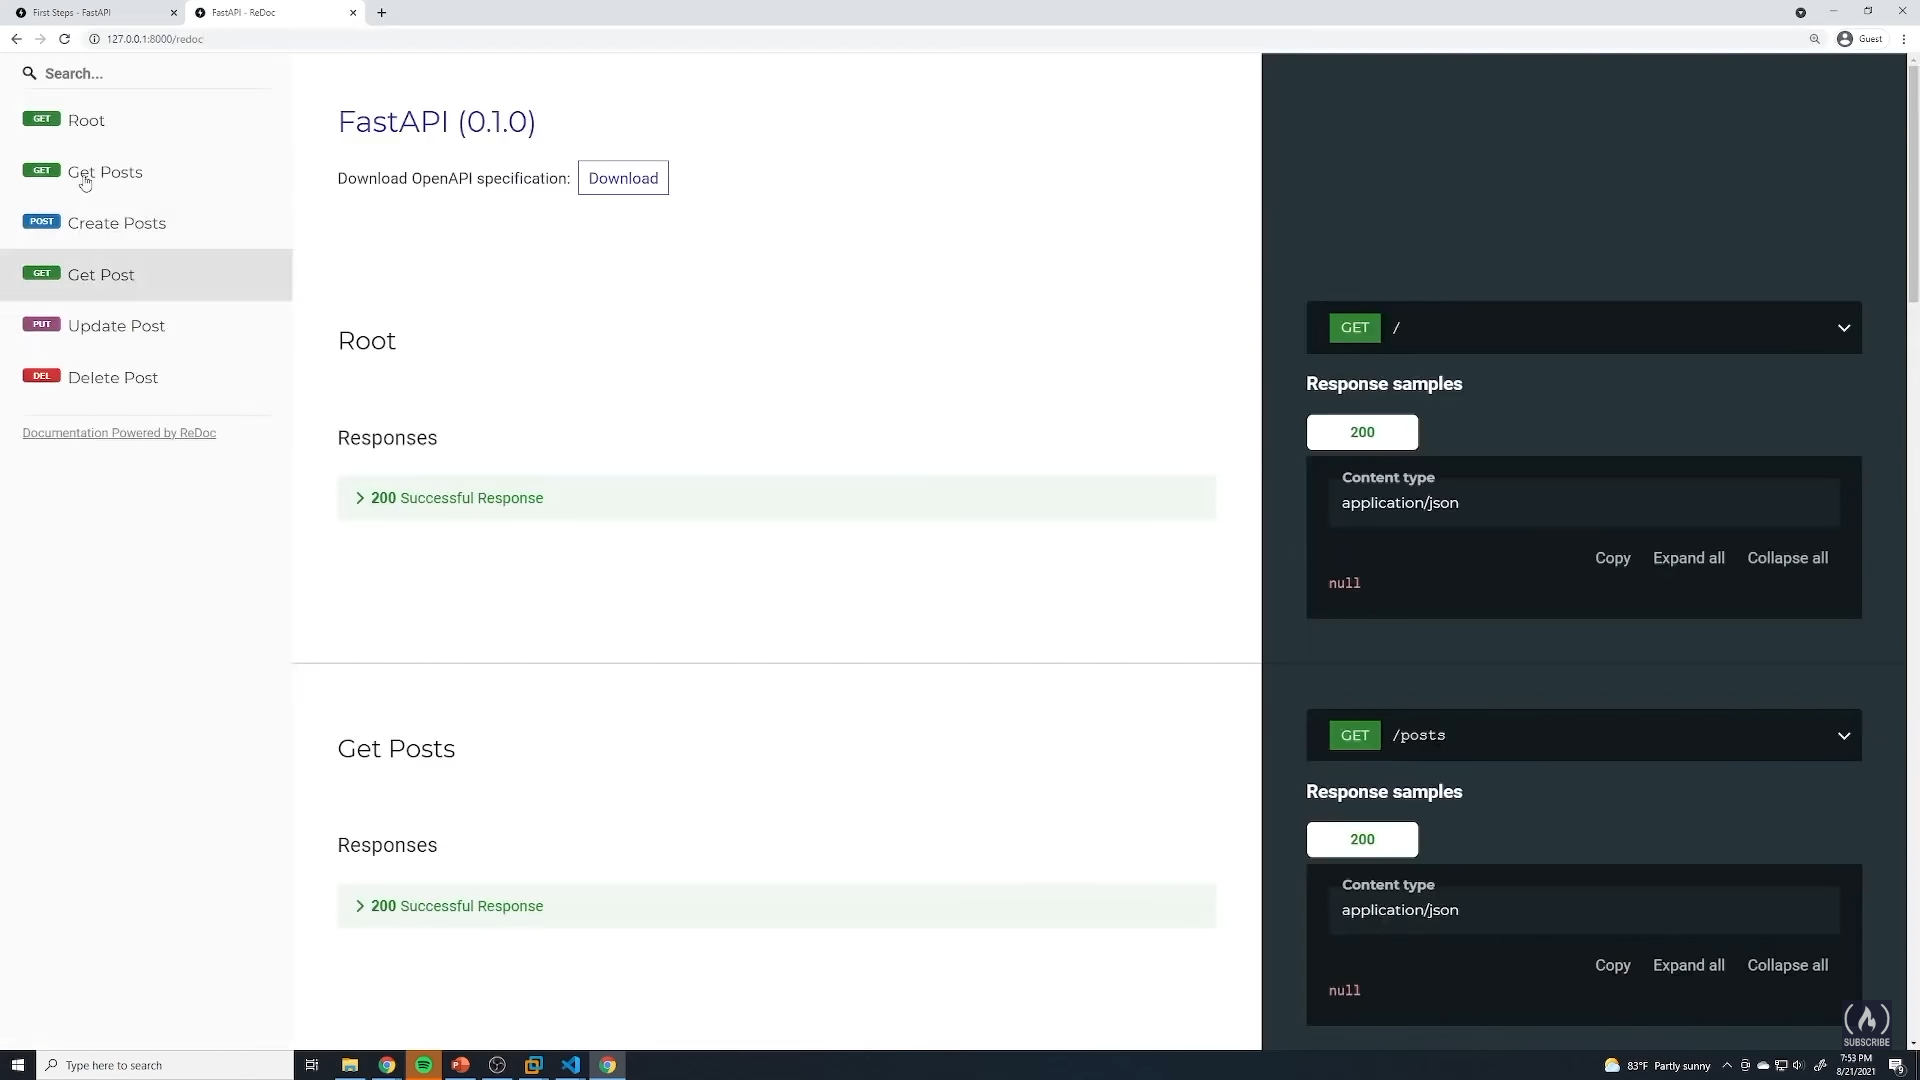 First Steps - FastAPI
FastAPI - ReDoc
127.0.0.1:8000/redoc
Guest
Search...
GET Root
GET Get Posts
POST Create Posts
GET Get Post
PUT Update Post
DEL Delete Post
Documentation Powered by ReDoc
FastAPI (0.1.0)
Download OpenAPI specification: Download
Root
Responses
200 Successful Response
GET /
Response samples
200
Content type
application/json
Copy Expand all Collapse all
null
Get Posts
Responses
200 Successful Response
GET /posts
Response samples
200
Content type
application/json
Copy Expand all Collapse all
null
SUBSCRIBE
Type here to search
83°F Partly sunny
7:53 PM
8/21/2021